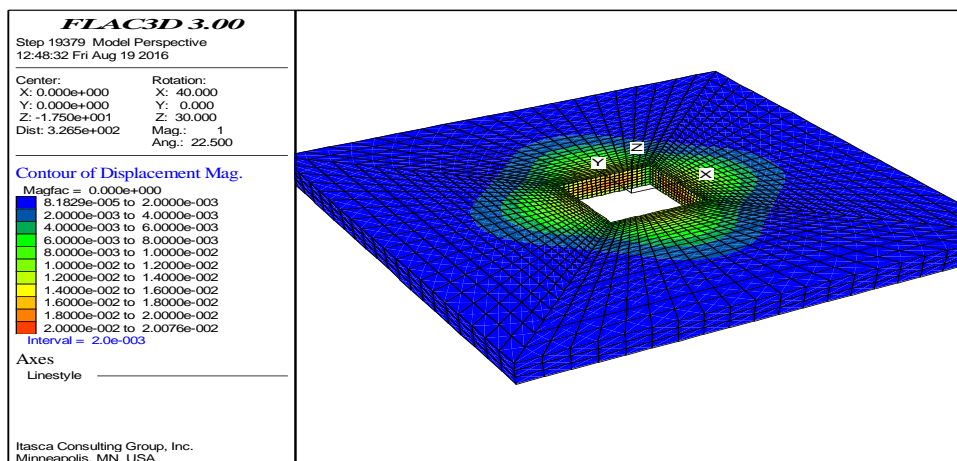 FLAC3D 3.00
Step 19379 Model Perspective
12:48:32 Fri Aug 19 2016
Center:
X: 0.000e+000
Y: 0.000e+000
Z: -1.750e+001
Dist: 3.265e+002
Rotation:
X: 40.000
Y: 0.000
Z: 30.000
Mag.: 1
Ang.: 22.500
Contour of Displacement Mag.
Magfac = 0.000e+000
8.1829e-005 to 2.0000e-003
2.0000e-003 to 4.0000e-003
4.0000e-003 to 6.0000e-003
6.0000e-003 to 8.0000e-003
8.0000e-003 to 1.0000e-002
1.0000e-002 to 1.2000e-002
1.2000e-002 to 1.4000e-002
1.4000e-002 to 1.6000e-002
1.6000e-002 to 1.8000e-002
1.8000e-002 to 2.0000e-002
2.0000e-002 to 2.0076e-002
Interval = 2.0e-003
Axes
Linestyle
Itasca Consulting Group, Inc.
Minneapolis, MN USA
Z
Y
X